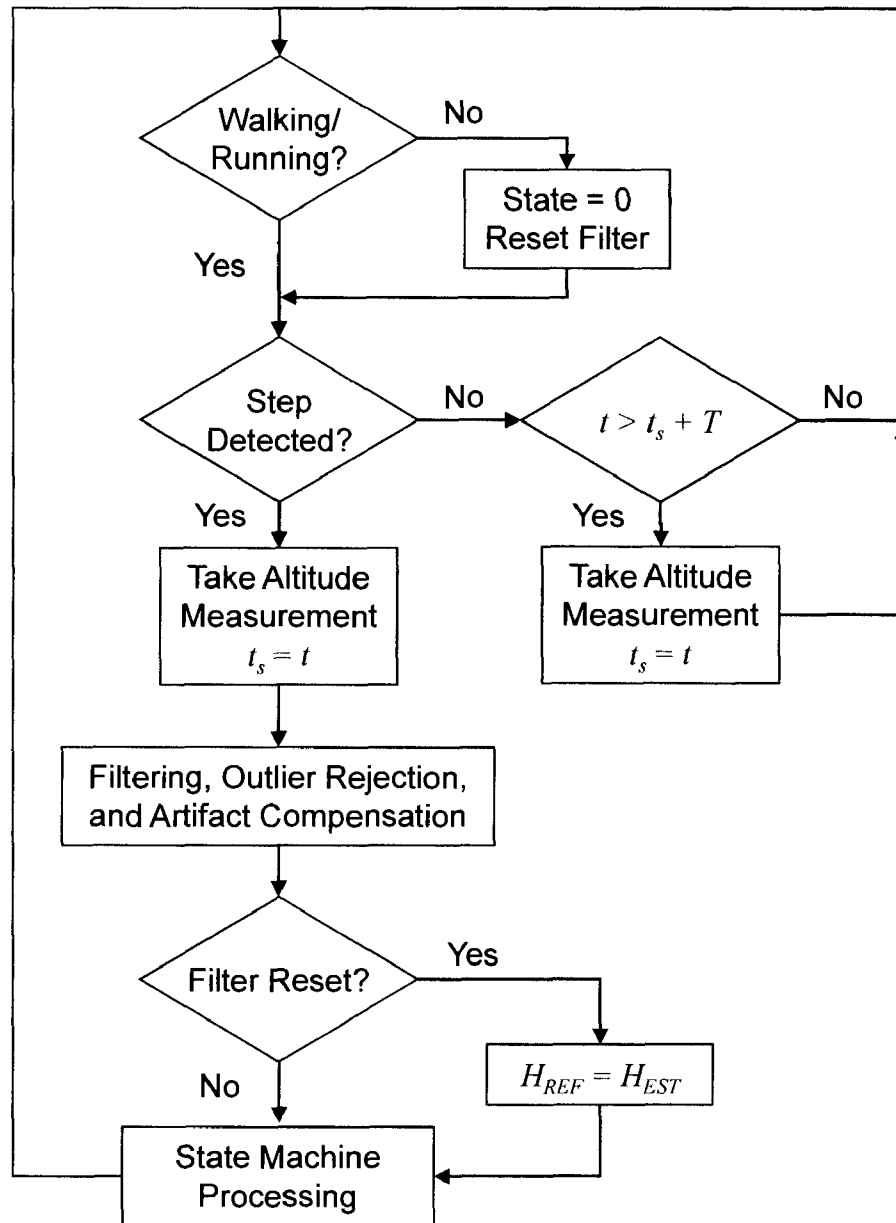 Walking/
Running?
No
State = 0
Reset Filter
Yes
Step
Detected?
No
t > t_s + T
No
Yes
Take Altitude
Measurement
t_s = t
Yes
Take Altitude
Measurement
t_s = t
Filtering, Outlier Rejection,
and Artifact Compensation
Filter Reset?
Yes
H_REF = H_EST
No
State Machine
Processing